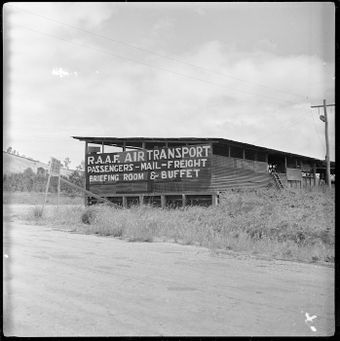 R.A.A.F. AIR TRANSPORT
PASSENGERS-MAIL-FREIGHT
BRIEFING ROOM & BUFFET